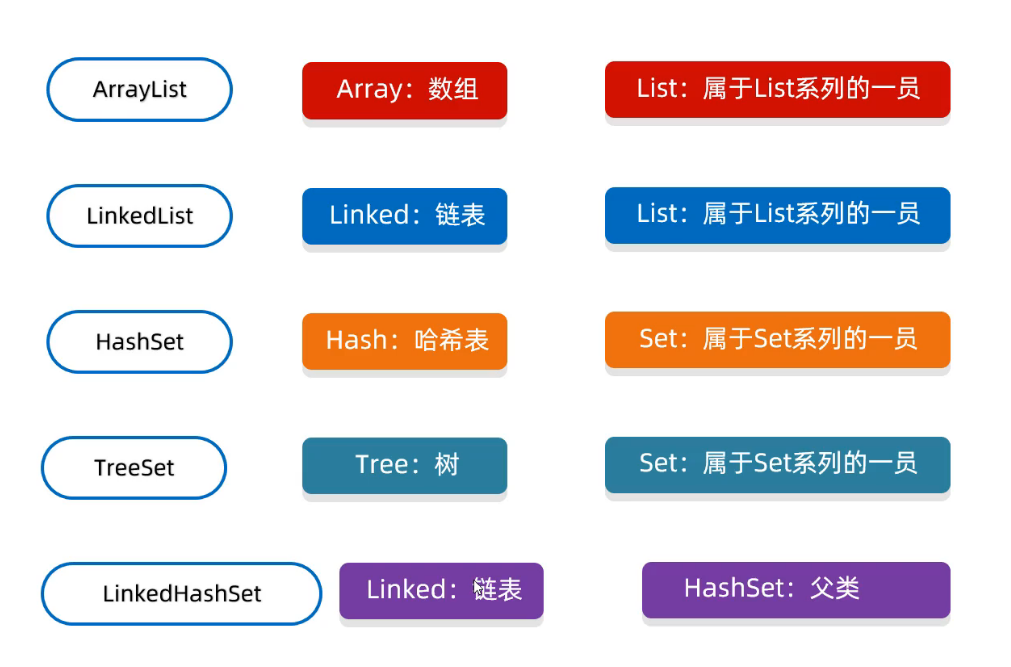 ArrayList
Array：数组
List：属于List系列的一员
LinkedList
Linked：链表
List：属于List系列的一员
HashSet
Hash：哈希表
Set：属于Set系列的一员
TreeSet
Tree：树
Set：属于Set系列的一员
LinkedHashSet
Linked：链表
HashSet：父类